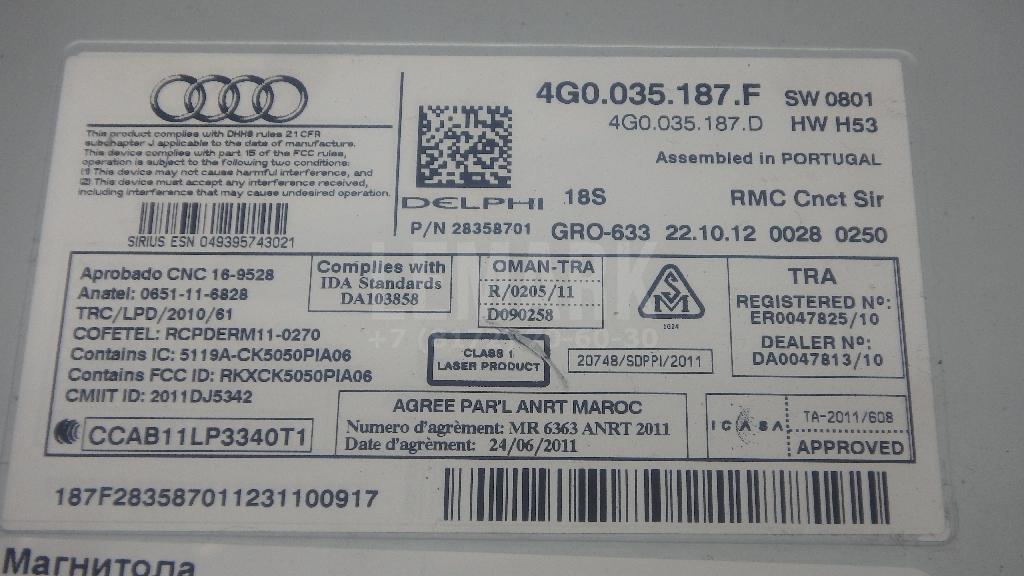 This product complies with DHHS rules 21 CFR
subchapter J applicable to the date of manufacture.
This device complies with part 15 of the FCC rules,
operation is subject to the following two conditions:
(1) This device may not cause harmful interference, and
(2) This device must accept any interference received,
including interference that may cause undesired operation.
SIRIUS ESN 049395743021
4G0.035.187.F SW 0801
4G0.035.187.D HW H53
Assembled in PORTUGAL
DELPHI 18S RMC Cnct Sir
P/N 28358701 GRO-633 22.10.12 0028 0250
Aprobado CNC 16-9528
Anatel: 0651-11-6828
TRC/LPD/2010/61
COFETEL: RCPDERM11-0270
Contains IC: 5119A-CK5050PIA06
Contains FCC ID: RKXCK5050PIA06
CMIIT ID: 2011DJ5342
CCAB11LP3340T1
Complies with
IDA Standards
DA103858
OMAN-TRA
R/0205/11
D090258
CLASS 1
LASER PRODUCT
1024
20748/SDPPI/2011
TRA
REGISTERED Nº:
ER0047825/10
DEALER Nº:
DA0047813/10
AGREE PAR'L ANRT MAROC
Numero d'agrèment: MR 6363 ANRT 2011
Date d'agrèment: 24/06/2011
ICASA
TA-2011/608
APPROVED
187F283587011231100917
Магнитола